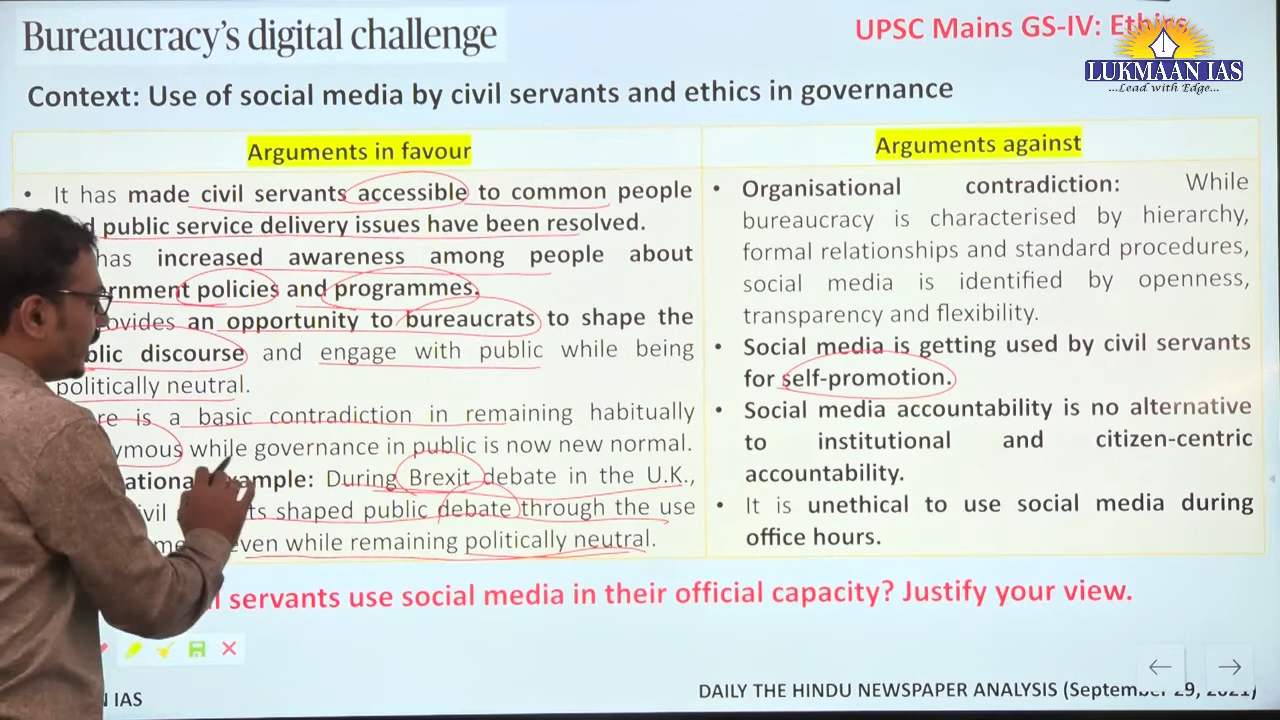 Bureaucracy's digital challenge
UPSC Mains GS-IV: Ethics
LUKMAAN IAS
...Lead with Edge...
Context: Use of social media by civil servants and ethics in governance
Arguments in favour
• It has made civil servants accessible to common people
public service delivery issues have been resolved.
has increased awareness among people about
policies and programmes.
an opportunity to bureaucrats to shape the
discourse and engage with public while being
politically neutral.
is a basic contradiction in remaining habitually
while governance in public is now new normal.
During Brexit debate in the U.K.,
shaped public debate through the use
even while remaining politically neutral.
Arguments against
• Organisational contradiction: While
bureaucracy is characterised by hierarchy,
formal relationships and standard procedures,
social media is identified by openness,
transparency and flexibility.
• Social media is getting used by civil servants
for self-promotion.
• Social media accountability is no alternative
to institutional and citizen-centric
accountability.
• It is unethical to use social media during
office hours.
servants use social media in their official capacity? Justify your view.
IAS
DAILY THE HINDU NEWSPAPER ANALYSIS (September 29, 2021)